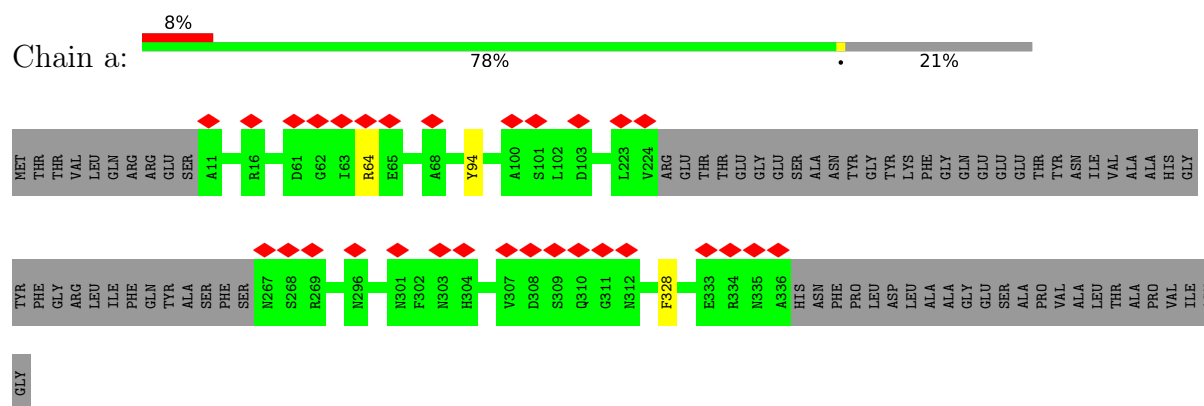 8%
Chain a:
78% • 21%
MET THR THR VAL LEU GLN ARG ARG GLU SER A11 R16 D61 G62 I63 R64 E65 A68 Y94 A100 S101 L102 D103 L223 V224 ARG GLU THR THR GLU GLY GLU SER ALA ASN TYR GLY TYR LYS PHE GLY GLN GLU GLU GLU THR TYR ASN ILE VAL ALA ALA HIS GLY
TYR PHE GLY ARG LEU ILE PHE GLN TYR ALA SER PHE SER N267 S268 R269 N296 N301 F302 N303 H304 V307 D308 S309 Q310 G311 N312 F328 E333 R334 N335 A336 HIS ASN PHE PRO LEU ASP LEU ALA ALA GLY GLU SER ALA PRO VAL ALA LEU THR ALA PRO VAL ILE
GLY